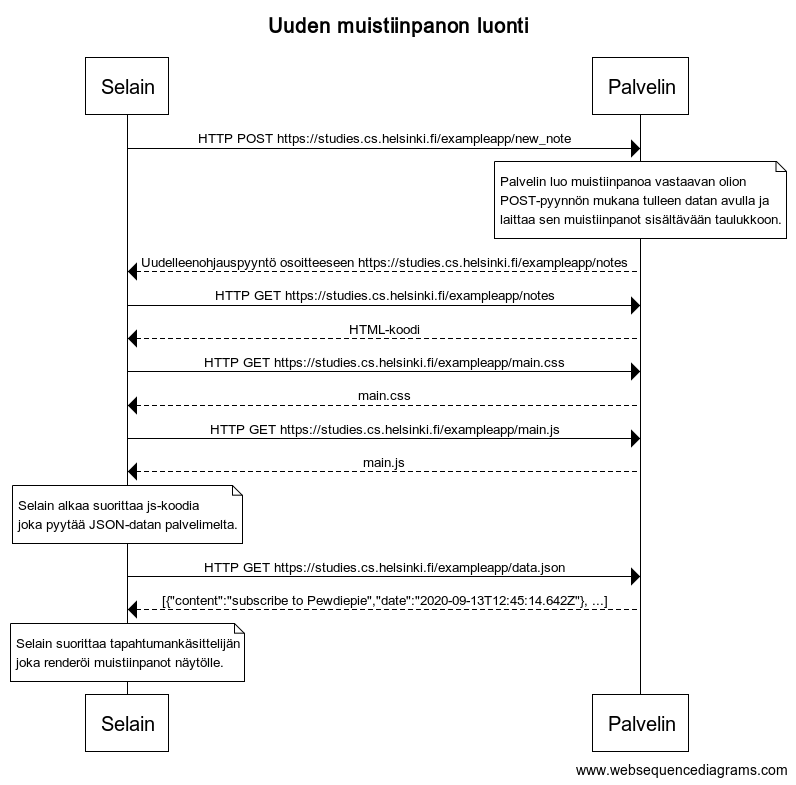 Uuden muistiinpanon luonti
Selain
Palvelin
HTTP POST https://studies.cs.helsinki.fi/exampleapp/new_note
Palvelin luo muistiinpanoa vastaavan olion
POST-pyynnön mukana tulleen datan avulla ja
laittaa sen muistiinpanot sisältävään taulukkoon.
Uudelleenohjauspyyntö osoitteeseen https://studies.cs.helsinki.fi/exampleapp/notes
HTTP GET https://studies.cs.helsinki.fi/exampleapp/notes
HTML-koodi
HTTP GET https://studies.cs.helsinki.fi/exampleapp/main.css
main.css
HTTP GET https://studies.cs.helsinki.fi/exampleapp/main.js
main.js
Selain alkaa suorittaa js-koodia
joka pyytää JSON-datan palvelimelta.
HTTP GET https://studies.cs.helsinki.fi/exampleapp/data.json
[{"content":"subscribe to Pewdiepie","date":"2020-09-13T12:45:14.642Z"}, ...]
Selain suorittaa tapahtumankäsittelijän
joka renderöi muistiinpanot näytölle.
Selain
Palvelin
www.websequencediagrams.com